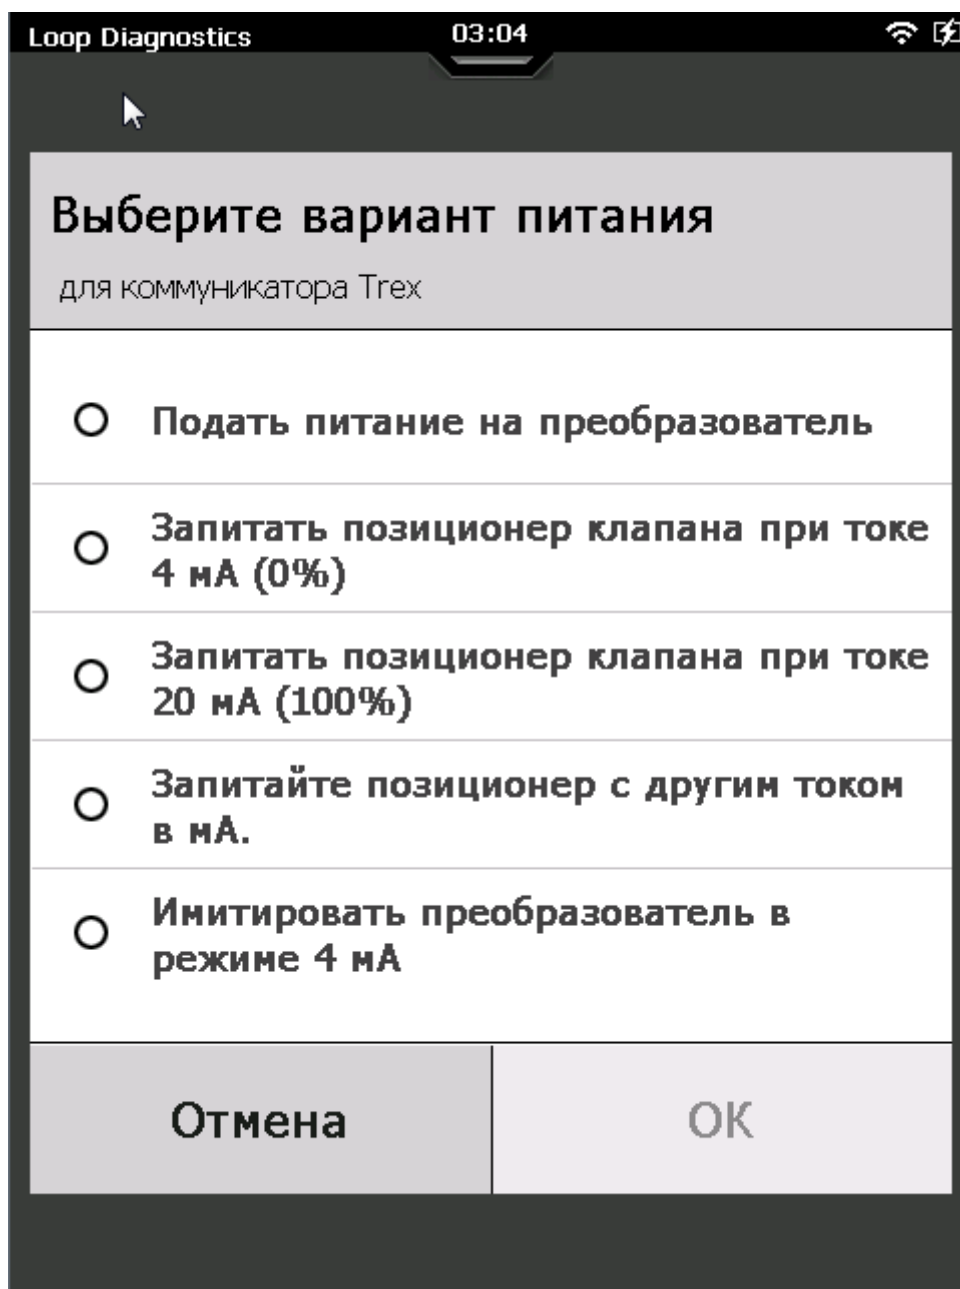 Loop Diagnostics 03:04
Выберите вариант питания
для коммуникатора Trex
Подать питание на преобразователь
Запитать позиционер клапана при токе
4 мА (0%)
Запитать позиционер клапана при токе
20 мА (100%)
Запитайте позиционер с другим током
в мА.
Имитировать преобразователь в
режиме 4 мА
Отмена OK